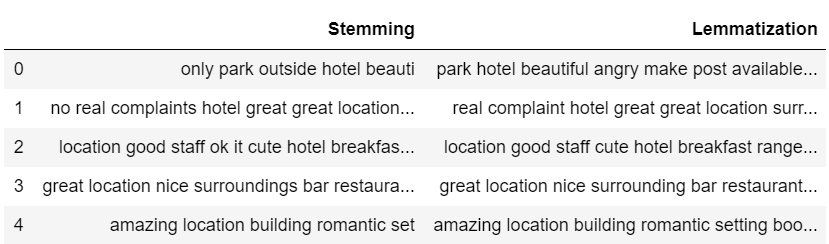 Stemming Lemmatization
0 only park outside hotel beauti park hotel beautiful angry make post available...
1 no real complaints hotel great great location... real complaint hotel great great location surr...
2 location good staff ok it cute hotel breakfas... location good staff cute hotel breakfast range...
3 great location nice surroundings bar restaura... great location nice surrounding bar restaurant...
4 amazing location building romantic set amazing location building romantic setting boo...